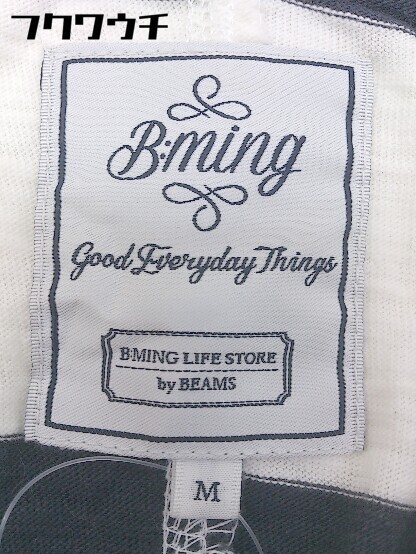 フクワウチ
B:ming
Good Everyday Things
B:MING LIFE STORE
by BEAMS
M